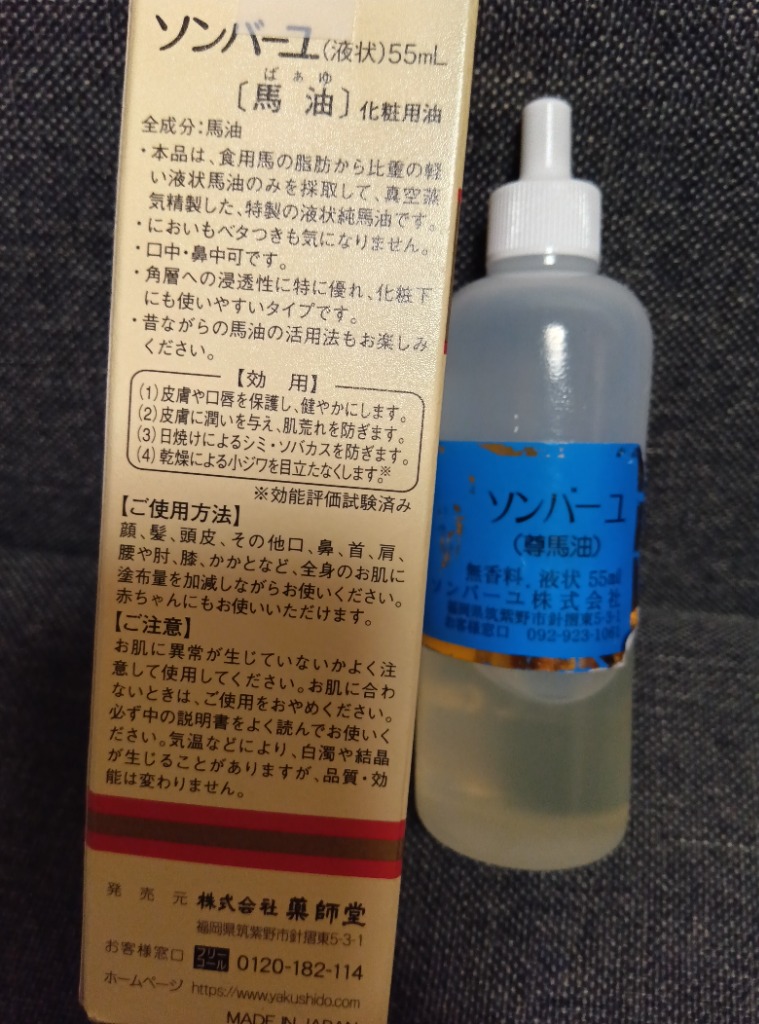 ソンバーユ(液状)55mL
ばぁゆ
〔馬油〕化粧用油
全成分:馬油
・本品は、食用馬の脂肪から比重の軽
い液状馬油のみを採取して、真空蒸
気精製した、特製の液状純馬油です。
・においもベタつきも気になりません。
・口中・鼻中可です。
・角層への浸透性に特に優れ、化粧下
にも使いやすいタイプです。
・昔ながらの馬油の活用法もお楽しみ
ください。
【効 用】
(1)皮膚や口唇を保護し、健やかにします。
(2)皮膚に潤いを与え、肌荒れを防ぎます。
(3)日焼けによるシミ・ソバカスを防ぎます。
(4)乾燥による小ジワを目立たなくします。※
※効能評価試験済み
【ご使用方法】
顔、髪、頭皮、その他口、鼻、首、肩、
腰や肘、膝、かかとなど、全身のお肌に
塗布量を加減しながらお使いください。
赤ちゃんにもお使いいただけます。
【ご注意】
お肌に異常が生じていないかよく注
意して使用してください。お肌に合わ
ないときは、ご使用をおやめください。
必ず中の説明書をよく読んでお使いく
ださい。気温などにより、白濁や結晶
が生じることがありますが、品質・効
能は変わりません。
発売元 株式会社 薬師堂
福岡県筑紫野市針摺東5-3-1
お客様窓口 フリーコール 0120-182-114
ホームページ https://www.yakushido.com
MADE IN JAPAN
ソンバーユ
(尊馬油)
無香料 液状 55ml
ソンバーユ株式会社
福岡県筑紫野市針摺東5-3-1
お客様窓口 092-923-106